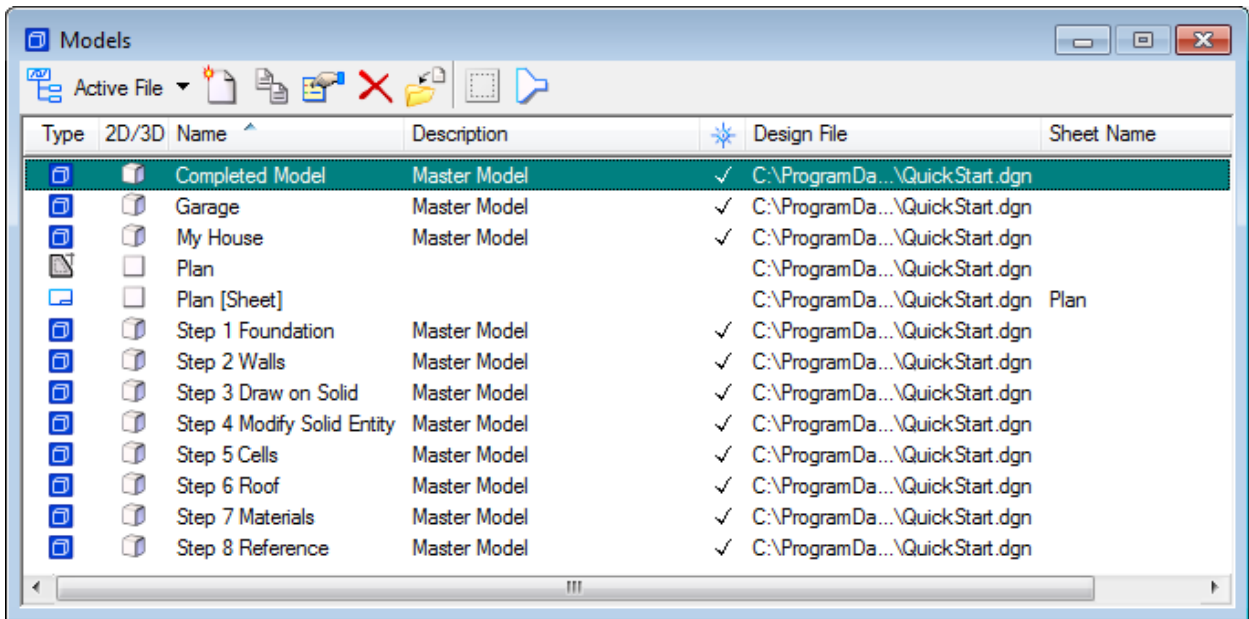 Models
Active File
Type 2D/3D Name Description Design File Sheet Name
Completed Model Master Model ✓ C:\ProgramDa...\QuickStart.dgn
Garage Master Model ✓ C:\ProgramDa...\QuickStart.dgn
My House Master Model ✓ C:\ProgramDa...\QuickStart.dgn
Plan C:\ProgramDa...\QuickStart.dgn
Plan [Sheet] C:\ProgramDa...\QuickStart.dgn Plan
Step 1 Foundation Master Model ✓ C:\ProgramDa...\QuickStart.dgn
Step 2 Walls Master Model ✓ C:\ProgramDa...\QuickStart.dgn
Step 3 Draw on Solid Master Model ✓ C:\ProgramDa...\QuickStart.dgn
Step 4 Modify Solid Entity Master Model ✓ C:\ProgramDa...\QuickStart.dgn
Step 5 Cells Master Model ✓ C:\ProgramDa...\QuickStart.dgn
Step 6 Roof Master Model ✓ C:\ProgramDa...\QuickStart.dgn
Step 7 Materials Master Model ✓ C:\ProgramDa...\QuickStart.dgn
Step 8 Reference Master Model ✓ C:\ProgramDa...\QuickStart.dgn